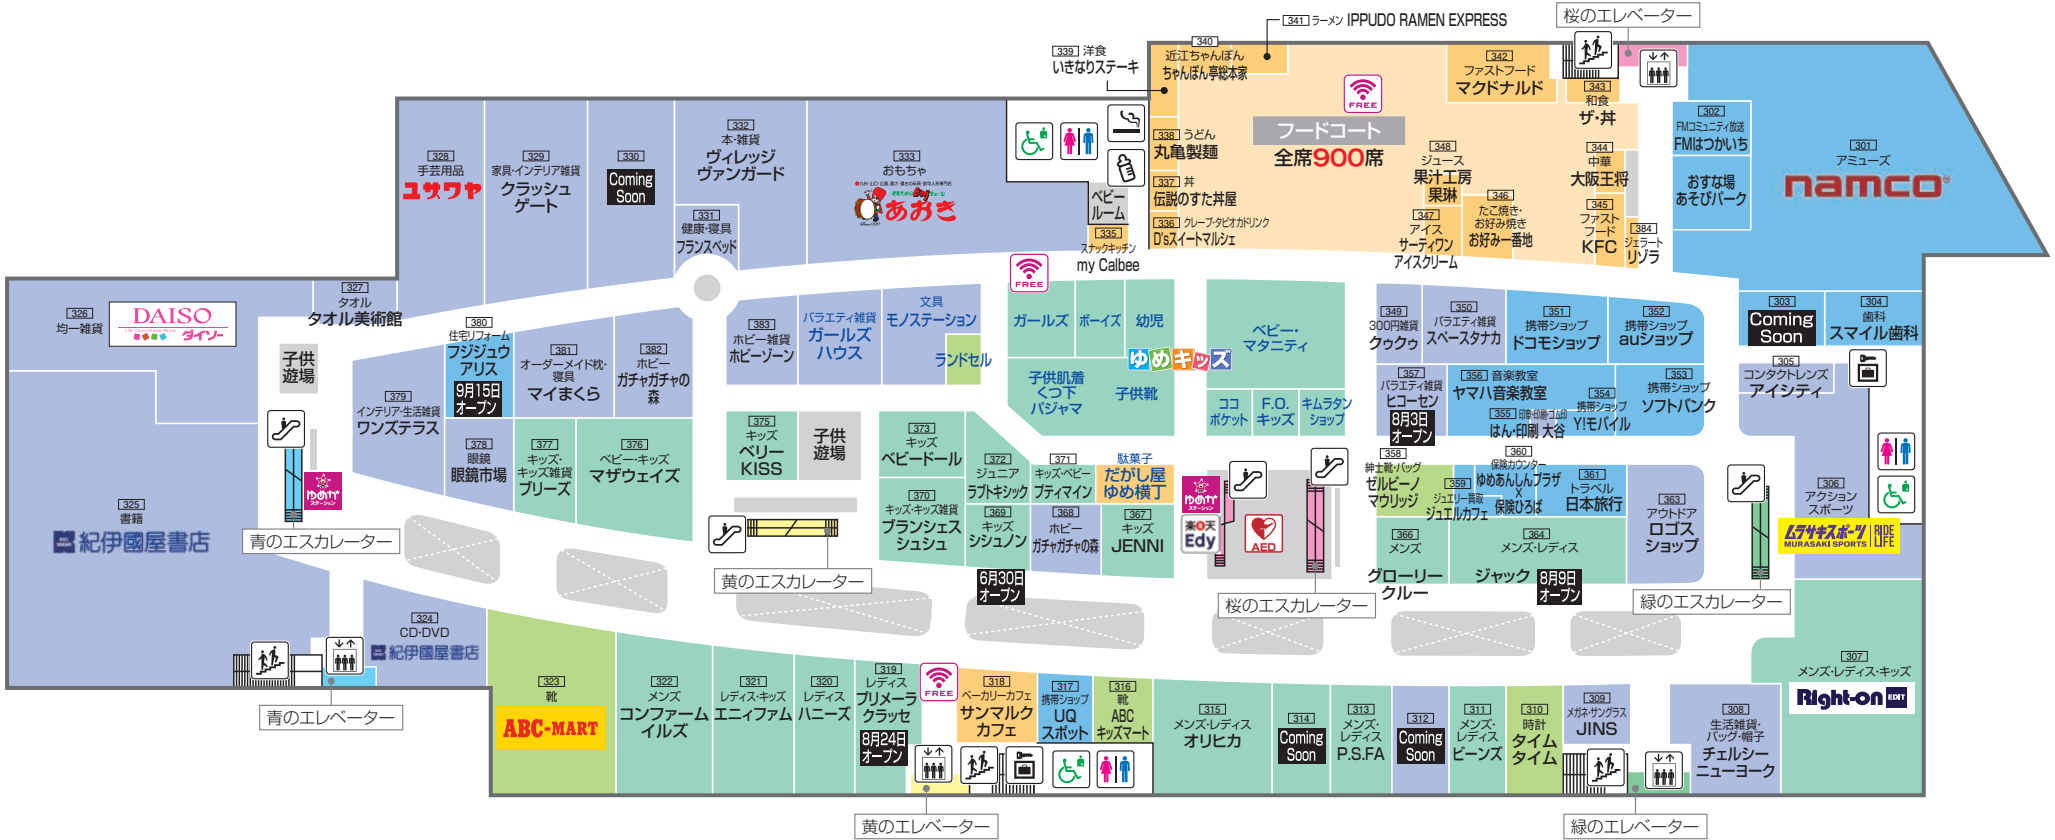 341 ラーメン IPPUDO RAMEN EXPRESS
桜のエレベーター
339 洋食
いきなりステーキ
340
近江ちゃんぽん
ちゃんぽん亭総本家
342
ファストフード
マクドナルド
343
和食
ザ・丼
FREE
フードコート
全席900席
338 うどん
丸亀製麺
337 丼
伝説のすた丼屋
336 クレープ・タピオカドリンク
D'sスイートマルシェ
348
ジュース
果汁工房
果琳
347
アイス
サーティワン
アイスクリーム
346
たこ焼き・
お好み焼き
お好み一番地
344
中華
大阪王将
345
ファスト
フード
KFC
384
ジェラート
リゾラ
302
FMコミュニティ放送
FMはつかいち
おすな場
あそびパーク
301
アミューズ
namco
328
手芸用品
ユザワヤ
329
家具・インテリア雑貨
クラッシュ
ゲート
330
Coming
Soon
332
本・雑貨
ヴィレッジ
ヴァンガード
331
健康・寝具
フランスベッド
333
おもちゃ
あおき
ベビー
ルーム
335
スナックキッチン
my Calbee
FREE
326
均一雑貨
DAISO
ダイソー
327
タオル
タオル美術館
子供
遊場
380
住宅リフォーム
フジジュウ
アリス
9月15日
オープン
381
オーダーメイド枕・
寝具
マイまくら
382
ホビー
ガチャガチャの
森
379
インテリア・生活雑貨
ワンズテラス
378
眼鏡
眼鏡市場
377
キッズ・
キッズ雑貨
ブリーズ
376
ベビー・キッズ
マザウェイズ
383
ホビー雑貨
ホビーゾーン
バラエティ雑貨
ガールズ
ハウス
文具
モノステーション
ランドセル
ガールズ
ボーイズ
幼児
ゆめキッズ
子供肌着
くつ下
パジャマ
子供靴
ベビー・
マタニティ
ココ
ポケット
F.O.
キッズ
キムラタン
ショップ
349
300円雑貨
クゥクゥ
350
バラエティ雑貨
スペースタナカ
351
携帯ショップ
ドコモショップ
352
携帯ショップ
auショップ
303
Coming
Soon
304
歯科
スマイル歯科
305
コンタクトレンズ
アイシティ
357
バラエティ雑貨
ヒコーセン
8月3日
オープン
356 音楽教室
ヤマハ音楽教室
355 印章・印刷・ゴム印
はん・印刷 大谷
354
携帯ショップ
Y!モバイル
353
携帯ショップ
ソフトバンク
375
キッズ
べリー
KISS
子供
遊場
373
キッズ
ベビードール
372
ジュニア
ラブトキシック
371
キッズ・ベビー
プティマイン
駄菓子
だがし屋
ゆめ横丁
370
キッズ・キッズ雑貨
ブランシェス
シュシュ
369
キッズ
シシュノン
6月30日
オープン
368
ホビー
ガチャガチャの森
367
キッズ
JENNI
ゆめか
ステーション
楽天
Edy
AED
358
紳士靴・バッグ
ゼルビーノ
マウリッジ
359
ジュエリー買取
ジュエルカフェ
360
保険カウンター
ゆめあんしんプラザ
×
保険ひろば
361
トラベル
日本旅行
363
アウトドア
ロゴス
ショップ
366
メンズ
グローリー
クルー
364
メンズ・レディス
ジャック
8月9日
オープン
306
アクション
スポーツ
ムラサキスポーツ
MURASAKI SPORTS
RIDE
LIFE
325
書籍
紀伊國屋書店
ゆめか
ステーション
青のエスカレーター
黄のエスカレーター
桜のエスカレーター
緑のエスカレーター
324
CD・DVD
紀伊國屋書店
青のエレベーター
323
靴
ABC-MART
322
メンズ
コンファーム
イルズ
321
レディス・キッズ
エニィファム
320
レディス
ハニーズ
319
レディス
プリメーラ
クラッセ
8月24日
オープン
FREE
318
ベーカリーカフェ
サンマルク
カフェ
317
携帯ショップ
UQ
スポット
316
靴
ABC
キッズマート
315
メンズ・レディス
オリヒカ
314
Coming
Soon
313
メンズ・
レディス
P.S.FA
312
Coming
Soon
311
メンズ・
レディス
ビーンズ
310
時計
タイム
タイム
309
メガネ・サングラス
JINS
308
生活雑貨・
バッグ・帽子
チェルシー
ニューヨーク
307
メンズ・レディス・キッズ
Right-on EDIT
黄のエレベーター
緑のエレベーター